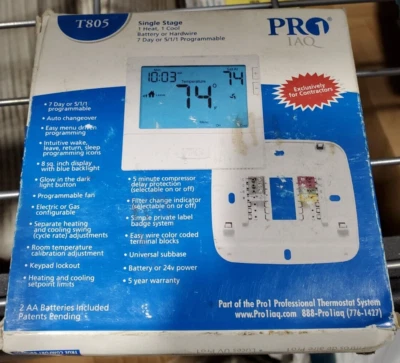 T805
Single Stage
1 Heat, 1 Cool
Battery or Hardwire
7 Day or 5/1/1 Programmable
PRO1
IAQ
Exclusively
for Contractors
10:03
Temperature
74
74°
• 7 Day or 5/1/1
programmable
• Auto changeover
• Easy menu driven
programming
• Intuitive wake,
leave, return, sleep
programming icons
• 8 sq. inch display
with blue backlight
• Glow in the dark
light button
• Programmable fan
• Electric or Gas
configurable
• Separate heating
and cooling swing
(cycle rate) adjustments
• Room temperature
calibration adjustment
• Keypad lockout
• Heating and cooling
setpoint limits
• 5 minute compressor
delay protection
(selectable on or off)
• Filter change indicator
(selectable on or off)
• Simple private label
badge system
• Easy wire color coded
terminal blocks
• Universal subbase
• Battery or 24v power
• 5 year warranty
2 AA Batteries Included
Patents Pending
Part of the Pro1 Professional Thermostat System
www.Pro1iaq.com 888-Pro1iaq (776-1427)